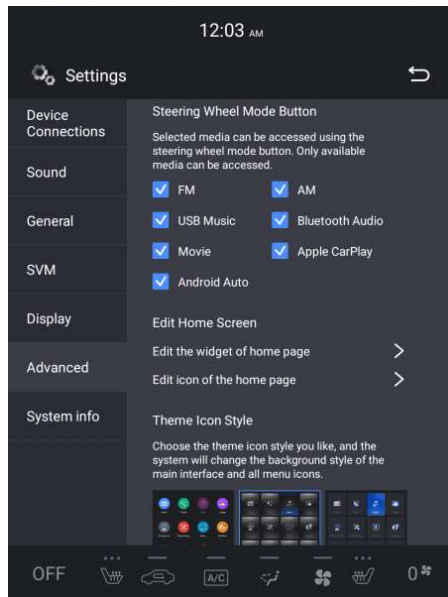 12:03 AM
Settings
Device
Connections
Sound
General
SVM
Display
Advanced
System info
Steering Wheel Mode Button
Selected media can be accessed using the
steering wheel mode button. Only available
media can be accessed.
FM
AM
USB Music
Bluetooth Audio
Movie
Apple CarPlay
Android Auto
Edit Home Screen
Edit the widget of home page
Edit icon of the home page
Theme Icon Style
Choose the theme icon style you like, and the
system will change the background style of the
main interface and all menu icons.
OFF
A/C
0